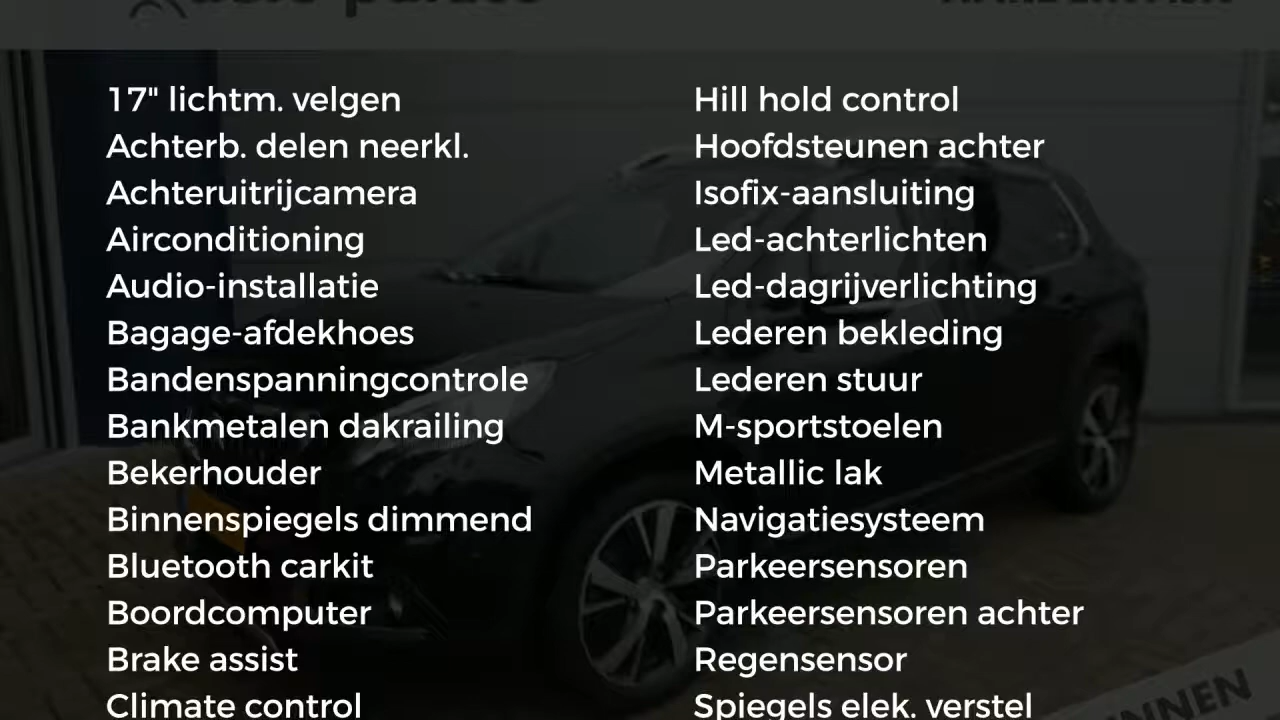 17" lichtm. velgen
Achterb. delen neerkl.
Achteruitrijcamera
Airconditioning
Audio-installatie
Bagage-afdekhoes
Bandenspanningcontrole
Bankmetalen dakrailing
Bekerhouder
Binnenspiegels dimmend
Bluetooth carkit
Boordcomputer
Brake assist
Climate control
Hill hold control
Hoofdsteunen achter
Isofix-aansluiting
Led-achterlichten
Led-dagrijverlichting
Lederen bekleding
Lederen stuur
M-sportstoelen
Metallic lak
Navigatiesysteem
Parkeersensoren
Parkeersensoren achter
Regensensor
Spiegels elek. verstel